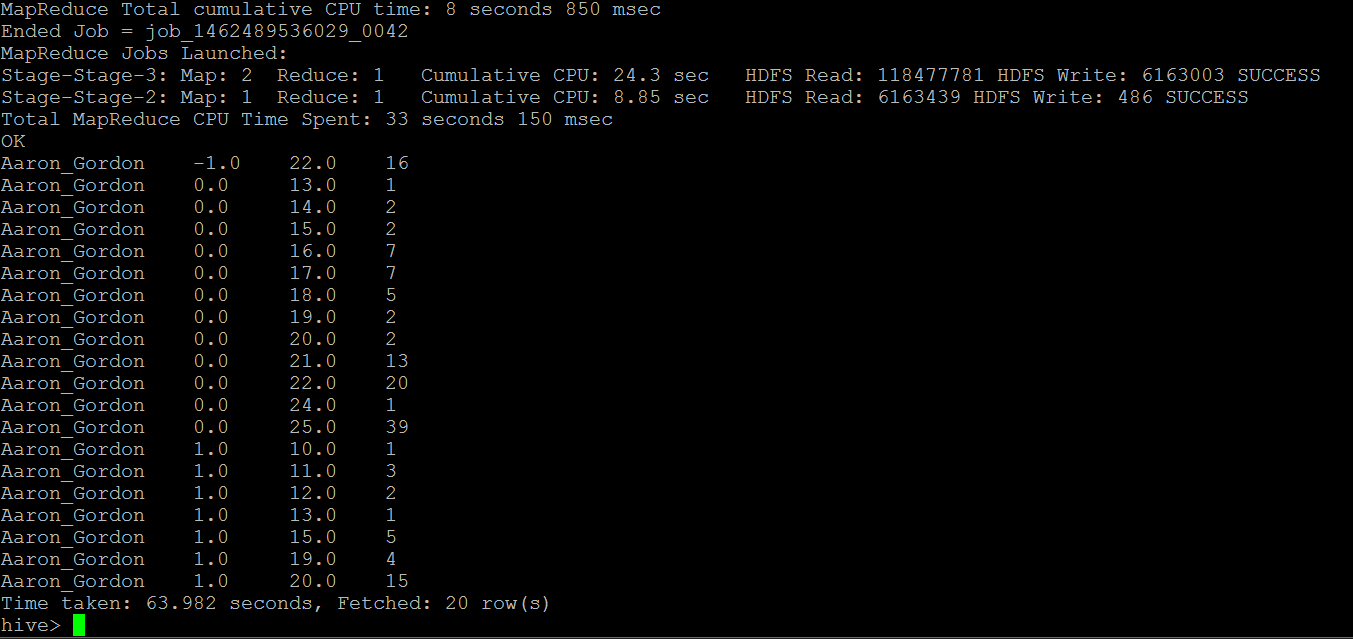 MapReduce Total cumulative CPU time: 8 seconds 850 msec
Ended Job = job_1462489536029_0042
MapReduce Jobs Launched:
Stage-Stage-3: Map: 2  Reduce: 1   Cumulative CPU: 24.3 sec   HDFS Read: 118477781 HDFS Write: 6163003 SUCCESS
Stage-Stage-2: Map: 1  Reduce: 1   Cumulative CPU: 8.85 sec   HDFS Read: 6163439 HDFS Write: 486 SUCCESS
Total MapReduce CPU Time Spent: 33 seconds 150 msec
OK
Aaron_Gordon    -1.0    22.0    16
Aaron_Gordon    0.0     13.0    1
Aaron_Gordon    0.0     14.0    2
Aaron_Gordon    0.0     15.0    2
Aaron_Gordon    0.0     16.0    7
Aaron_Gordon    0.0     17.0    7
Aaron_Gordon    0.0     18.0    5
Aaron_Gordon    0.0     19.0    2
Aaron_Gordon    0.0     20.0    2
Aaron_Gordon    0.0     21.0    13
Aaron_Gordon    0.0     22.0    20
Aaron_Gordon    0.0     24.0    1
Aaron_Gordon    0.0     25.0    39
Aaron_Gordon    1.0     10.0    1
Aaron_Gordon    1.0     11.0    3
Aaron_Gordon    1.0     12.0    2
Aaron_Gordon    1.0     13.0    1
Aaron_Gordon    1.0     15.0    5
Aaron_Gordon    1.0     19.0    4
Aaron_Gordon    1.0     20.0    15
Time taken: 63.982 seconds, Fetched: 20 row(s)
hive>